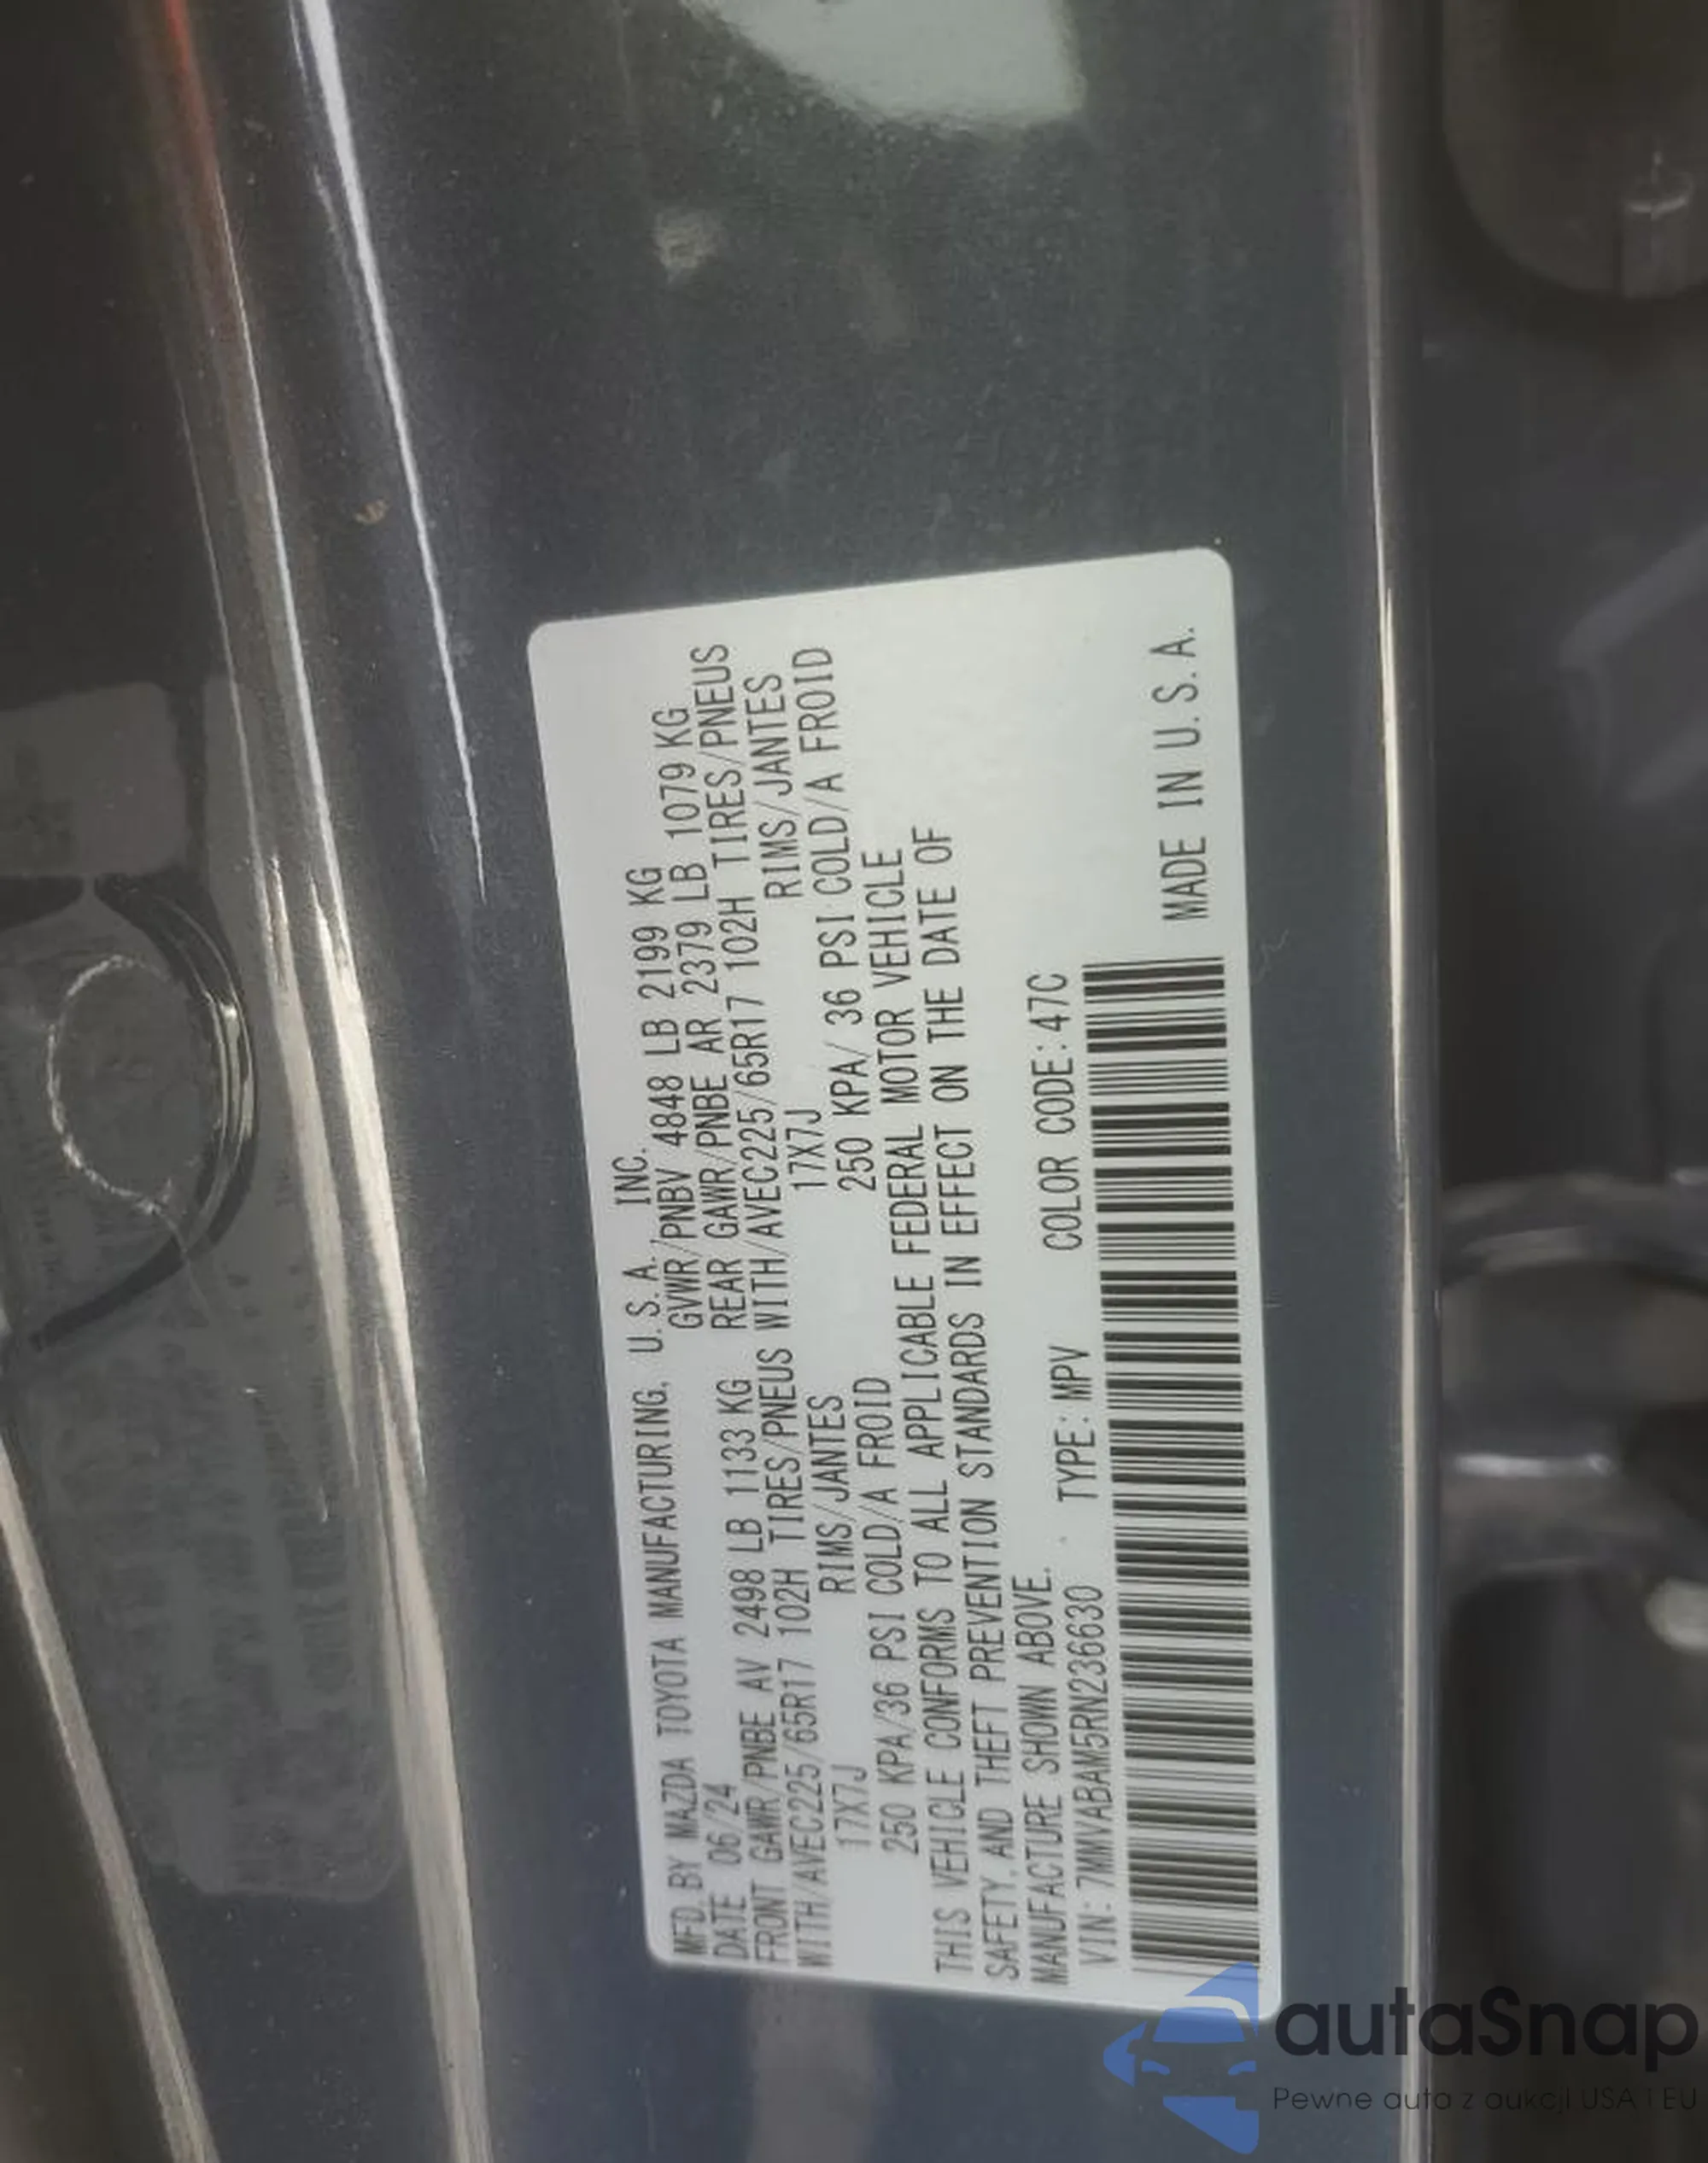 MFD. BY MAZDA TOYOTA MANUFACTURING, U.S.A., INC.
DATE 06/24 GVWR/PNBV 4848 LB 2199 KG
FRONT GAWR/PNBE AV 2498 LB 1133 KG REAR GAWR/PNBE AR 2379 LB 1079 KG
WITH/AVEC225/65R17 102H TIRES/PNEUS WITH/AVEC225/65R17 102H TIRES/PNEUS
17X7J RIMS/JANTES 17X7J RIMS/JANTES
250 KPA/36 PSI COLD/A FROID 250 KPA/ 36 PSI COLD/A FROID
THIS VEHICLE CONFORMS TO ALL APPLICABLE FEDERAL MOTOR VEHICLE
SAFETY, AND THEFT PREVENTION STANDARDS IN EFFECT ON THE DATE OF
MANUFACTURE SHOWN ABOVE.
VIN: 7MMVABAM5RN236630 TYPE: MPV COLOR CODE: 47C
MADE IN U.S.A.
autaSnap
Pewne auta z aukcji USA i EU